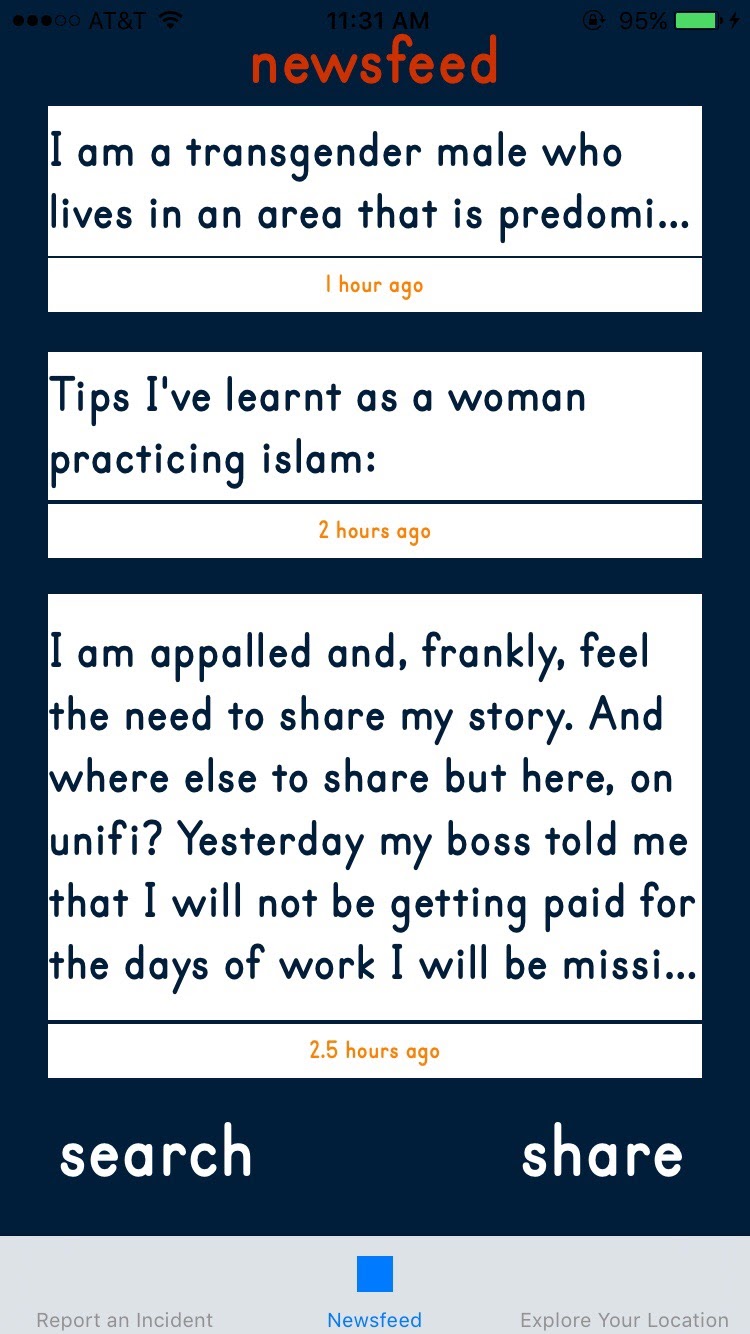 AT&T 11:31 AM 95%
newsfeed
I am a transgender male who
lives in an area that is predomi...
1 hour ago
Tips I've learnt as a woman
practicing islam:
2 hours ago
I am appalled and, frankly, feel
the need to share my story. And
where else to share but here, on
unifi? Yesterday my boss told me
that I will not be getting paid for
the days of work I will be missi...
2.5 hours ago
search share
Report an Incident Newsfeed Explore Your Location